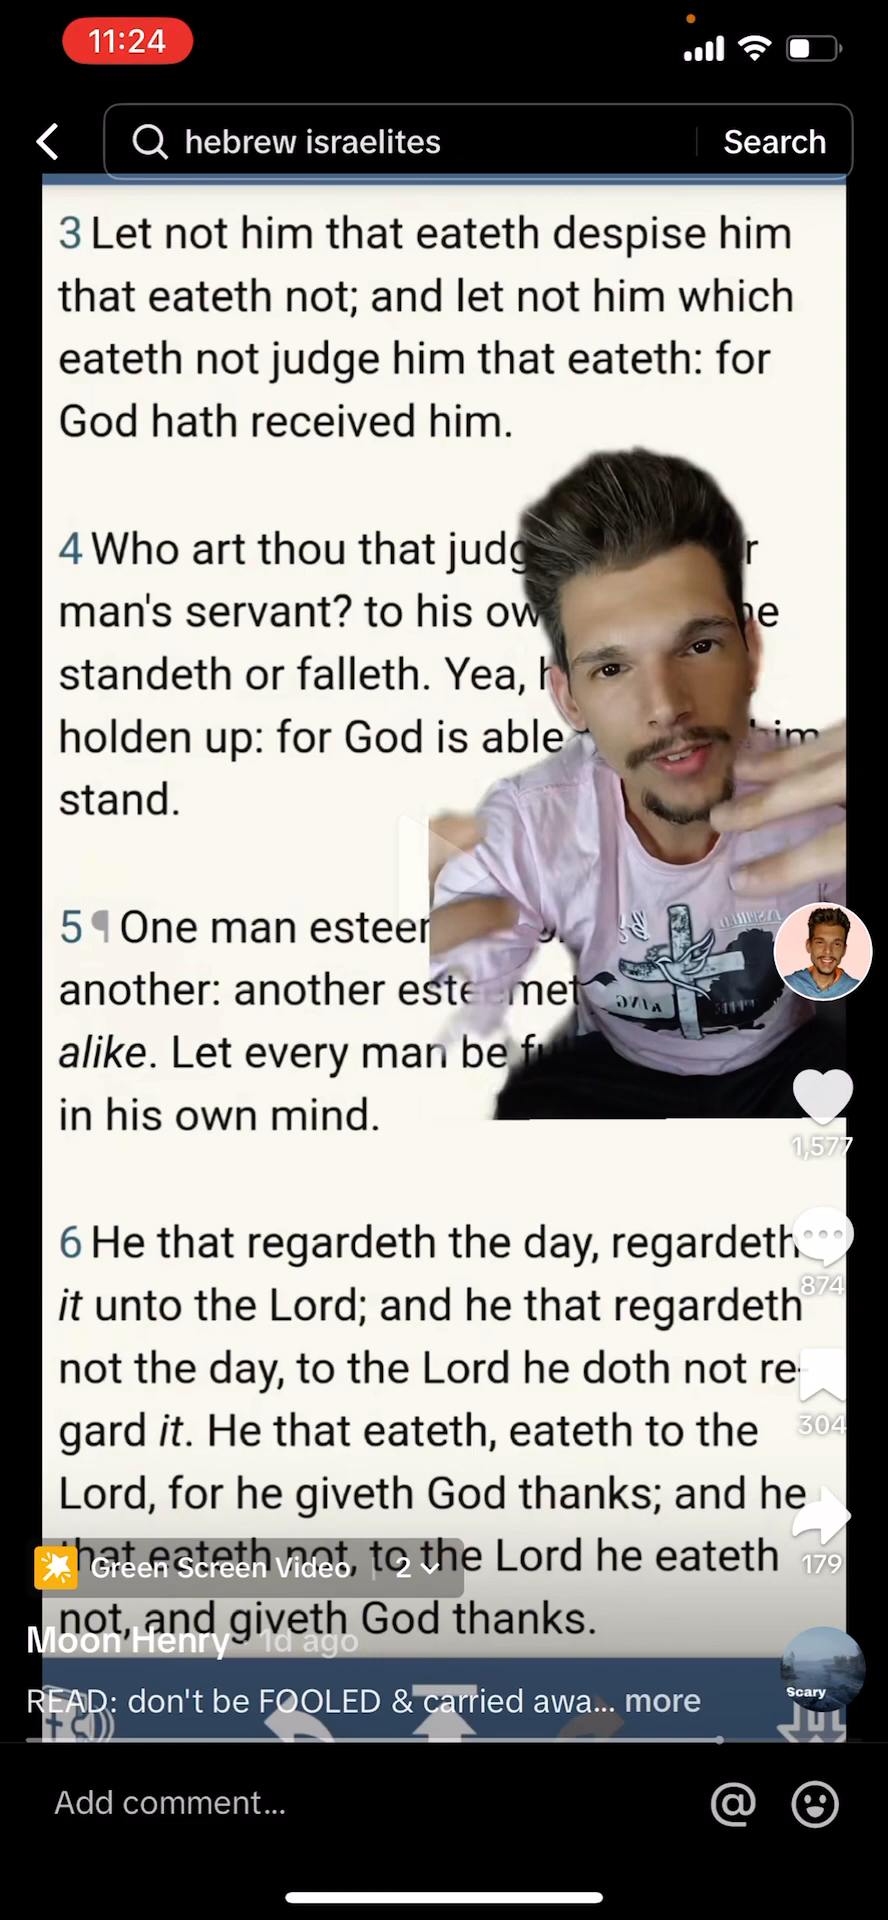 11:24
hebrew israelites
Search
3 Let not him that eateth despise him
that eateth not; and let not him which
eateth not judge him that eateth: for
God hath received him.
4 Who art thou that
man's servant? to his
standeth or falleth. Yea,
holden up: for God is able
stand.
5 ¶ One man
another: another
alike. Let every man be
in his own mind.
6 He that regardeth the day, regardeth
it unto the Lord; and he that regardeth
not the day, to the Lord he doth not re-
gard it. He that eateth, eateth to the
Lord, for he giveth God thanks; and he
that eateth not, to the Lord he eateth
not, and giveth God thanks.
1,577
874
304
179
Green Screen Video | 2
Moon Henry 1d ago
READ: don't be FOOLED & carried awa... more
Scary
Add comment...
@